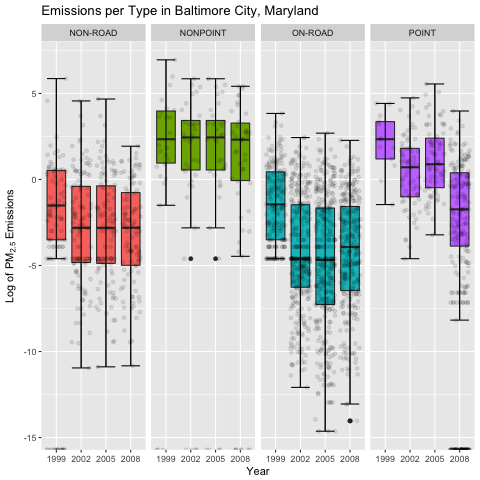 Emissions per Type in Baltimore City, Maryland
NON-ROAD NONPOINT ON-ROAD POINT
5
0
-5
-10
-15
Log of PM2.5 Emissions
1999 2002 2005 2008 1999 2002 2005 2008 1999 2002 2005 2008 1999 2002 2005 2008
Year